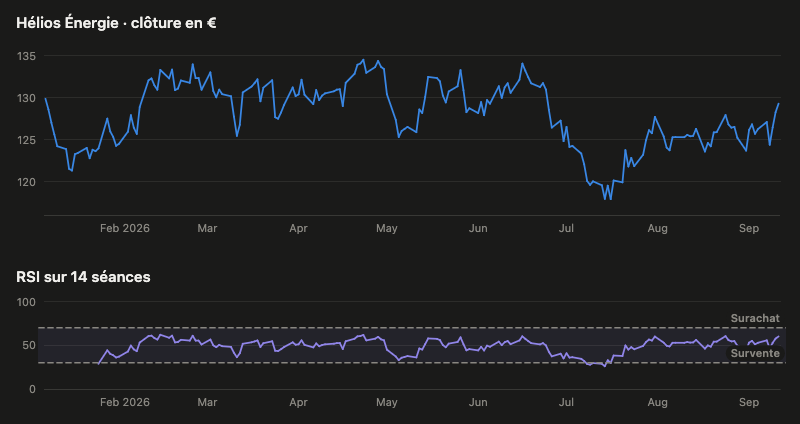 Hélios Énergie · clôture en €
135
130
125
120
Feb 2026 Mar Apr May Jun Jul Aug Sep
RSI sur 14 séances
100
Surachat
50
Survente
0
Feb 2026 Mar Apr May Jun Jul Aug Sep